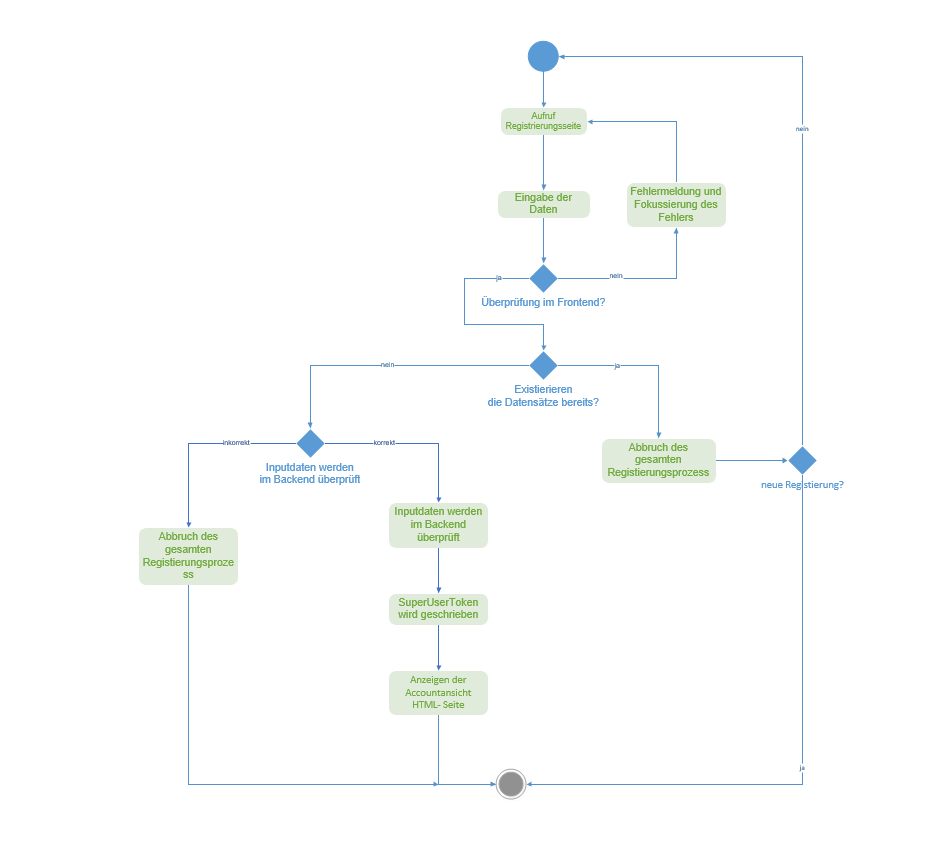 Aufruf
Registrierungsseite
nein
Eingabe der
Daten
Fehlermeldung und
Fokussierung des
Fehlers
ja
nein
Überprüfung im Frontend?
nein
ja
Existierieren
die Datensätze bereits?
inkorrekt
korrekt
Inputdaten werden
im Backend überprüft
Abbruch des
gesamten
Registierungsprozess
neue Registierung?
Inputdaten werden
im Backend
überprüft
Abbruch des
gesamten
Registierungsproze
ss
SuperUserToken
wird geschrieben
Anzeigen der
Accountansicht
HTML- Seite
ja